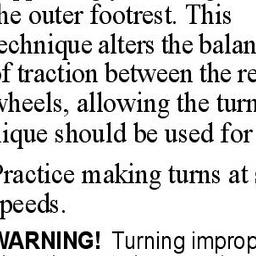 the outer footrest. This
technique alters the balan
of traction between the re
wheels, allowing the turn
nique should be used for
Practice making turns at s
speeds.
WARNING! Turning improp